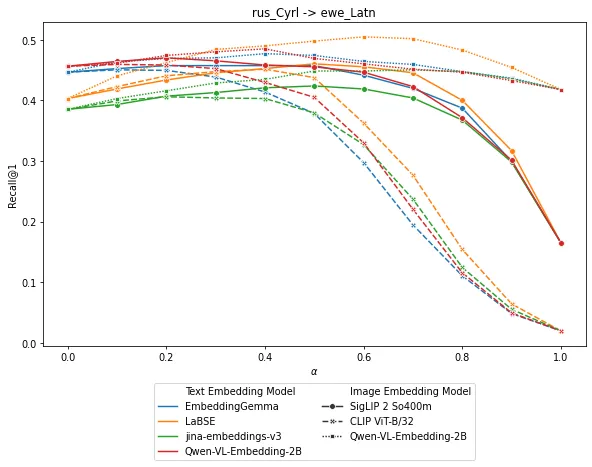 rus_Cyrl -> ewe_Latn
0.5
0.4
0.3
0.2
0.1
0.0
Recall@1
0.0 0.2 0.4 0.6 0.8 1.0
α
Text Embedding Model Image Embedding Model
EmbeddingGemma SigLIP 2 So400m
LaBSE CLIP ViT-B/32
jina-embeddings-v3 Qwen-VL-Embedding-2B
Qwen-VL-Embedding-2B